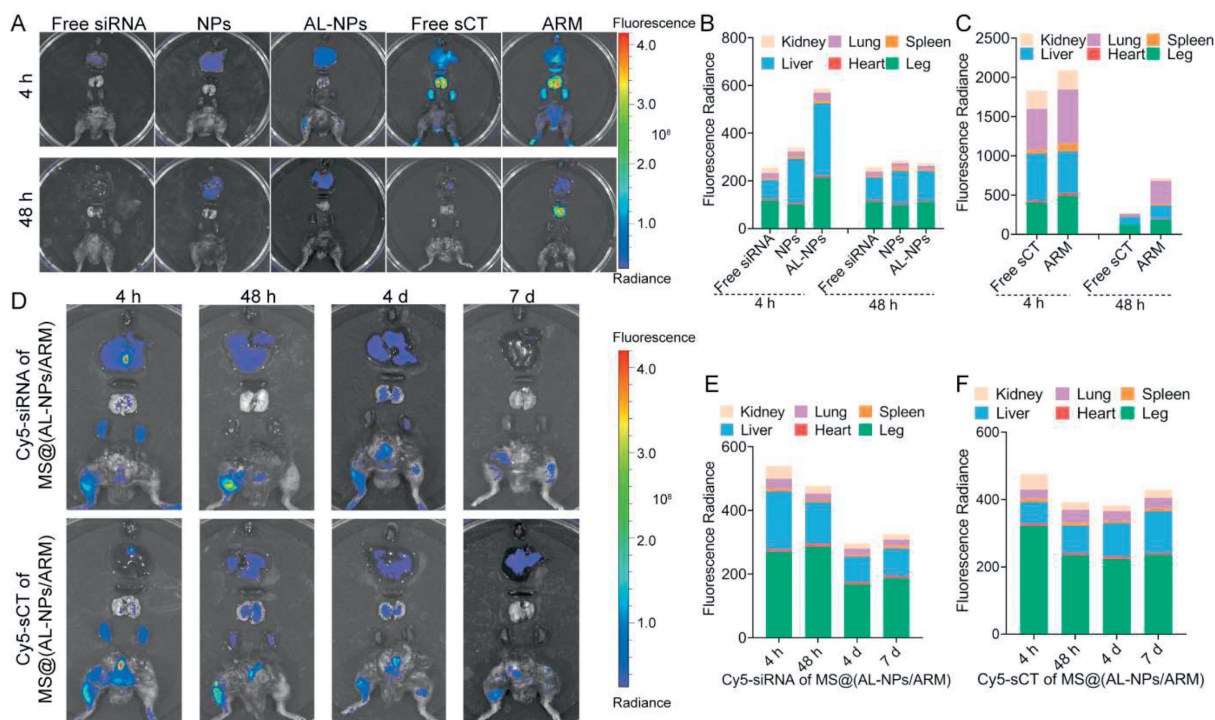 A
Free siRNA NPs AL-NPs Free sCT ARM
4 h
48 h
Fluorescence
4.0
3.0
10⁸
2.0
1.0
Radiance
B
Kidney Lung Spleen
Liver Heart Leg
Fluorescence Radiance
800
600
400
200
0
Free siRNA NPs AL-NPs Free siRNA NPs AL-NPs
4 h 48 h
C
Kidney Lung Spleen
Liver Heart Leg
Fluorescence Radiance
2500
2000
1500
1000
500
0
Free sCT ARM Free sCT ARM
4 h 48 h
D
4 h 48 h 4 d 7 d
Cy5-siRNA of
MS@(AL-NPs/ARM)
Cy5-sCT of
MS@(AL-NPs/ARM)
Fluorescence
4.0
3.0
10⁸
2.0
1.0
Radiance
E
Kidney Lung Spleen
Liver Heart Leg
Fluorescence Radiance
600
400
200
0
4 h 48 h 4 d 7 d
Cy5-siRNA of MS@(AL-NPs/ARM)
F
Kidney Lung Spleen
Liver Heart Leg
Fluorescence Radiance
600
400
200
0
4 h 48 h 4 d 7 d
Cy5-sCT of MS@(AL-NPs/ARM)